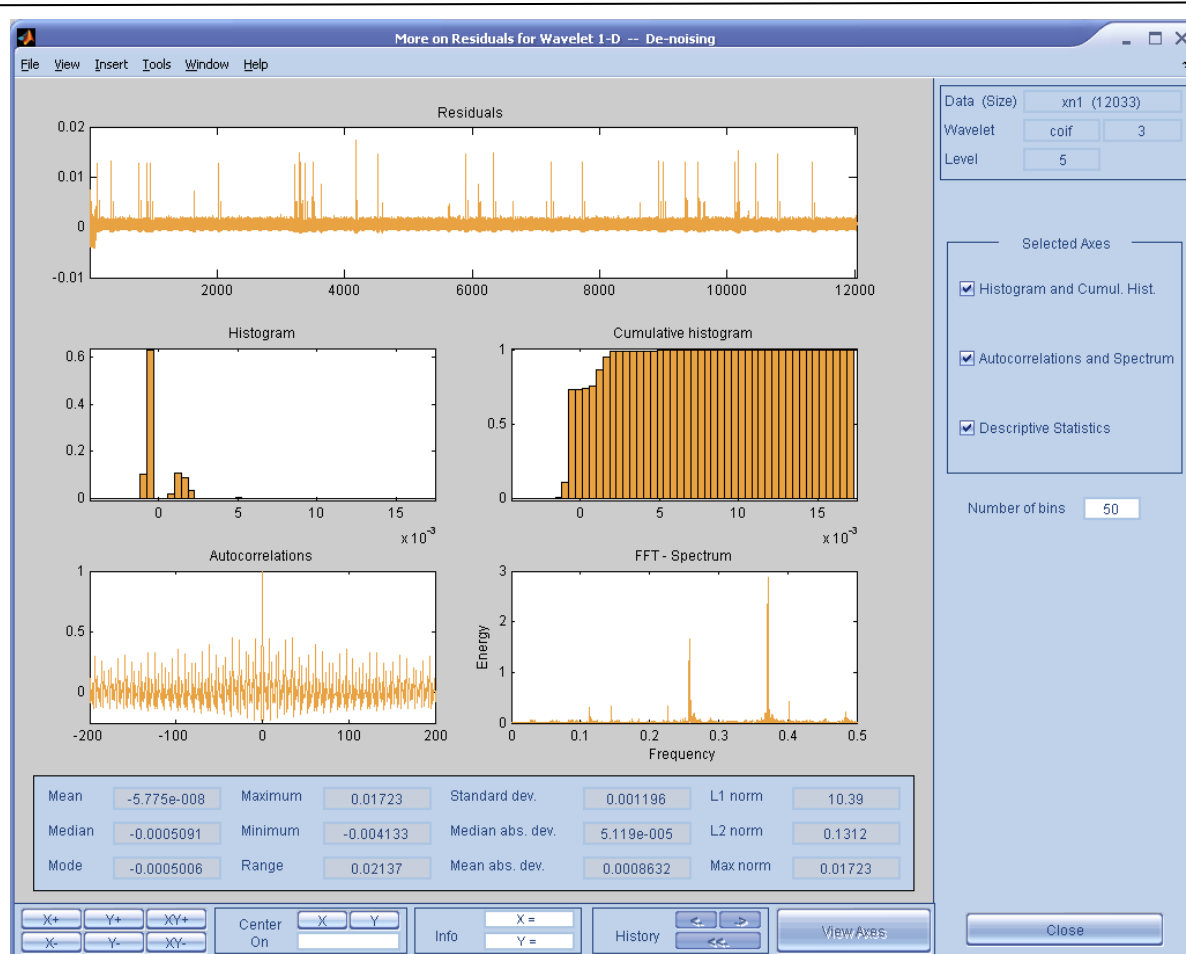 More on Residuals for Wavelet 1-D -- De-noising
File View Insert Tools Window Help
Residuals
0.02
0.01
0
-0.01
2000 4000 6000 8000 10000 12000
Histogram
0.6
0.4
0.2
0
0 5 10 15
x 10^-3
Cumulative histogram
1
0.5
0
0 5 10 15
x 10^-3
Autocorrelations
1
0.5
0
-200 -100 0 100 200
FFT - Spectrum
3
2
1
0
Energy
0 0.1 0.2 0.3 0.4 0.5
Frequency
Mean -5.775e-008 Maximum 0.01723 Standard dev. 0.001196 L1 norm 10.39
Median -0.0005091 Minimum -0.004133 Median abs. dev. 5.119e-005 L2 norm 0.1312
Mode -0.0005006 Range 0.02137 Mean abs. dev. 0.0008632 Max norm 0.01723
Data (Size) xn1 (12033)
Wavelet coif 3
Level 5
Selected Axes
Histogram and Cumul. Hist.
Autocorrelations and Spectrum
Descriptive Statistics
Number of bins 50
X+ Y+ XY+
X- Y- XY-
Center On X Y
Info X = Y =
History <- -> <<-
View Axes
Close